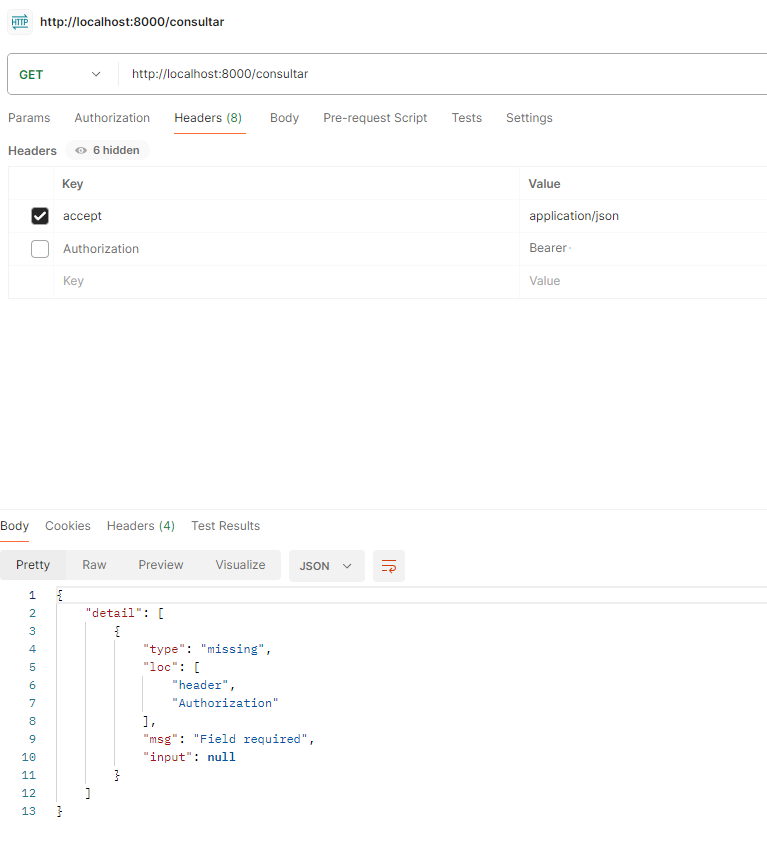 HTTP http://localhost:8000/consultar
GET http://localhost:8000/consultar
Params Authorization Headers (8) Body Pre-request Script Tests Settings
Headers 6 hidden
Key Value
accept application/json
Authorization Bearer
Key Value
Body Cookies Headers (4) Test Results
Pretty Raw Preview Visualize JSON
1 {
2 "detail": [
3 {
4 "type": "missing",
5 "loc": [
6 "header",
7 "Authorization"
8 ],
9 "msg": "Field required",
10 "input": null
11 }
12 ]
13 }